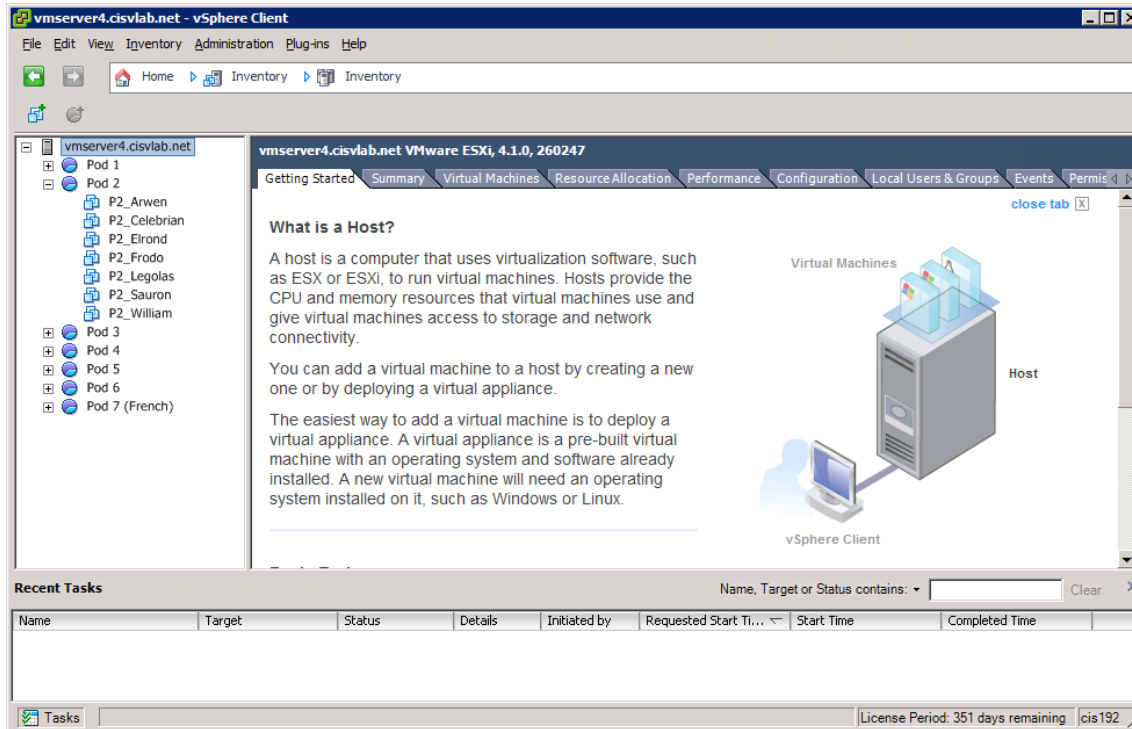 vmserver4.cisvlab.net - vSphere Client
File Edit View Inventory Administration Plug-ins Help
Home Inventory Inventory
vmserver4.cisvlab.net
Pod 1
Pod 2
P2_Arwen
P2_Celebrian
P2_Elrond
P2_Frodo
P2_Legolas
P2_Sauron
P2_William
Pod 3
Pod 4
Pod 5
Pod 6
Pod 7 (French)
vmserver4.cisvlab.net VMware ESXi, 4.1.0, 260247
Getting Started Summary Virtual Machines Resource Allocation Performance Configuration Local Users & Groups Events Permis
close tab X
What is a Host?
A host is a computer that uses virtualization software, such
as ESX or ESXi, to run virtual machines. Hosts provide the
CPU and memory resources that virtual machines use and
give virtual machines access to storage and network
connectivity.
You can add a virtual machine to a host by creating a new
one or by deploying a virtual appliance.
The easiest way to add a virtual machine is to deploy a
virtual appliance. A virtual appliance is a pre-built virtual
machine with an operating system and software already
installed. A new virtual machine will need an operating
system installed on it, such as Windows or Linux.
Virtual Machines
Host
vSphere Client
Recent Tasks
Name, Target or Status contains: Clear
Name Target Status Details Initiated by Requested Start Ti... Start Time Completed Time
Tasks License Period: 351 days remaining cis192